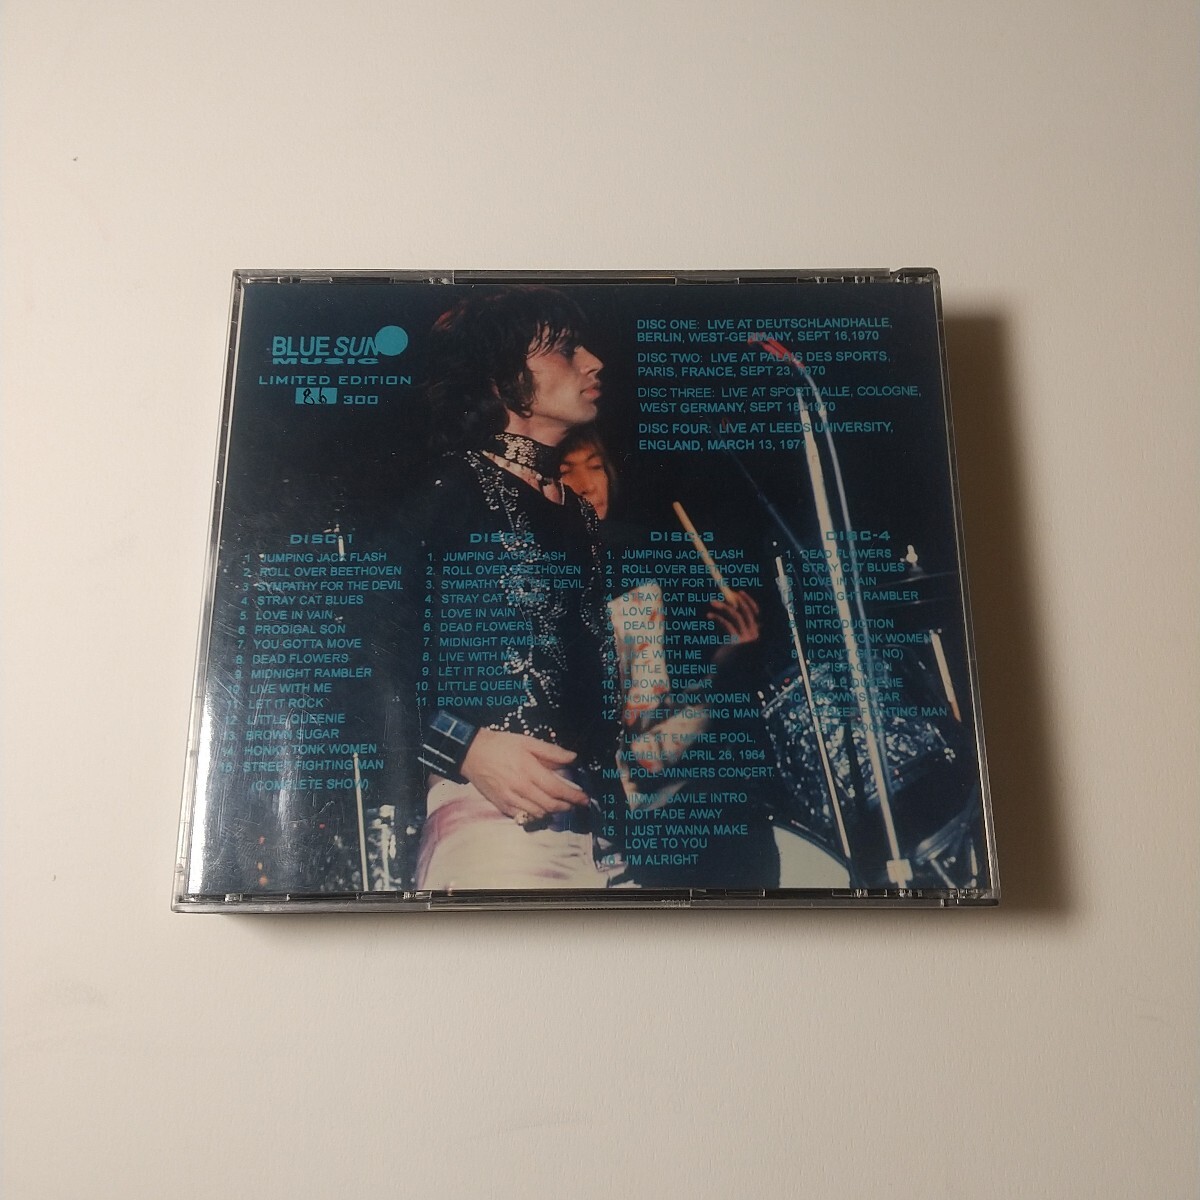 BLUE SUN
MUSIC
LIMITED EDITION
86 300
DISC ONE: LIVE AT DEUTSCHLANDHALLE,
BERLIN, WEST-GERMANY, SEPT 16,1970
DISC TWO: LIVE AT PALAIS DES SPORTS.
PARIS, FRANCE, SEPT 23, 1970
DISC THREE: LIVE AT SPORTHALLE, COLOGNE,
WEST GERMANY, SEPT 18, 1970
DISC FOUR: LIVE AT LEEDS UNIVERSITY,
ENGLAND, MARCH 13, 1971
DISC-1
1. JUMPING JACK FLASH
2. ROLL OVER BEETHOVEN
3. SYMPATHY FOR THE DEVIL
4. STRAY CAT BLUES
5. LOVE IN VAIN
6. PRODIGAL SON
7. YOU GOTTA MOVE
8. DEAD FLOWERS
9. MIDNIGHT RAMBLER
10. LIVE WITH ME
11. LET IT ROCK
12. LITTLE QUEENIE
13. BROWN SUGAR
14. HONKY TONK WOMEN
15. STREET FIGHTING MAN
(COMPLETE SHOW)
DISC-2
1. JUMPING JACK FLASH
2. ROLL OVER BEETHOVEN
3. SYMPATHY FOR THE DEVIL
4. STRAY CAT BLUES
5. LOVE IN VAIN
6. DEAD FLOWERS
7. MIDNIGHT RAMBLER
8. LIVE WITH ME
9. LET IT ROCK
10. LITTLE QUEENIE
11. BROWN SUGAR
DISC-3
1. JUMPING JACK FLASH
2. ROLL OVER BEETHOVEN
3. SYMPATHY FOR THE DEVIL
4. STRAY CAT BLUES
5. LOVE IN VAIN
6. DEAD FLOWERS
7. MIDNIGHT RAMBLER
8. LIVE WITH ME
9. LITTLE QUEENIE
10. BROWN SUGAR
11. HONKY TONK WOMEN
12. STREET FIGHTING MAN
LIVE AT EMPIRE POOL,
WEMBLEY, APRIL 26, 1964
NME POLL-WINNERS CONCERT.
13. JIMMY SAVILE INTRO
14. NOT FADE AWAY
15. I JUST WANNA MAKE
LOVE TO YOU
16. I'M ALRIGHT
DISC-4
1. DEAD FLOWERS
2. STRAY CAT BLUES
3. LOVE IN VAIN
4. MIDNIGHT RAMBLER
5. BITCH
6. INTRODUCTION
7. HONKY TONK WOMEN
8. (I CAN'T GET NO)
SATISFACTION
LITTLE QUEENIE
10. BROWN SUGAR
STREET FIGHTING MAN